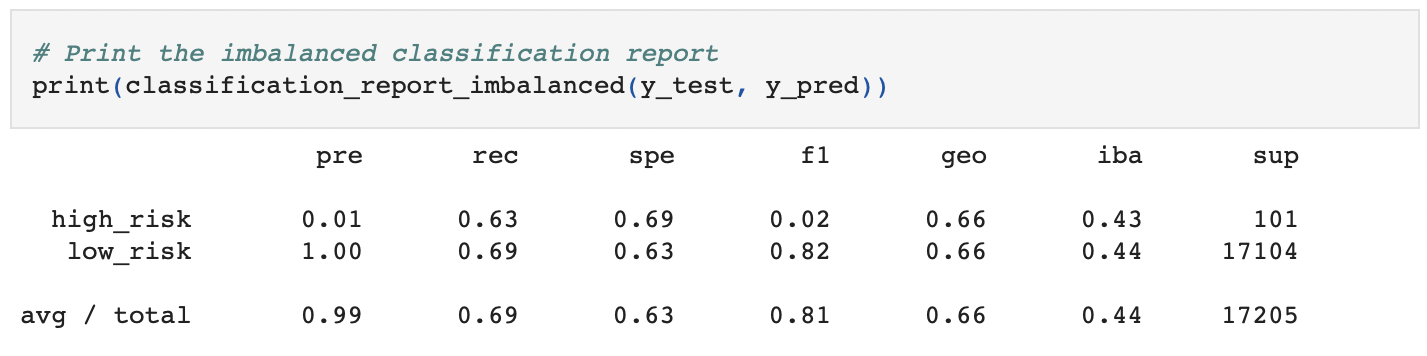 # Print the imbalanced classification report
print(classification_report_imbalanced(y_test, y_pred))
pre rec spe f1 geo iba sup
high_risk 0.01 0.63 0.69 0.02 0.66 0.43 101
low_risk 1.00 0.69 0.63 0.82 0.66 0.44 17104
avg / total 0.99 0.69 0.63 0.81 0.66 0.44 17205